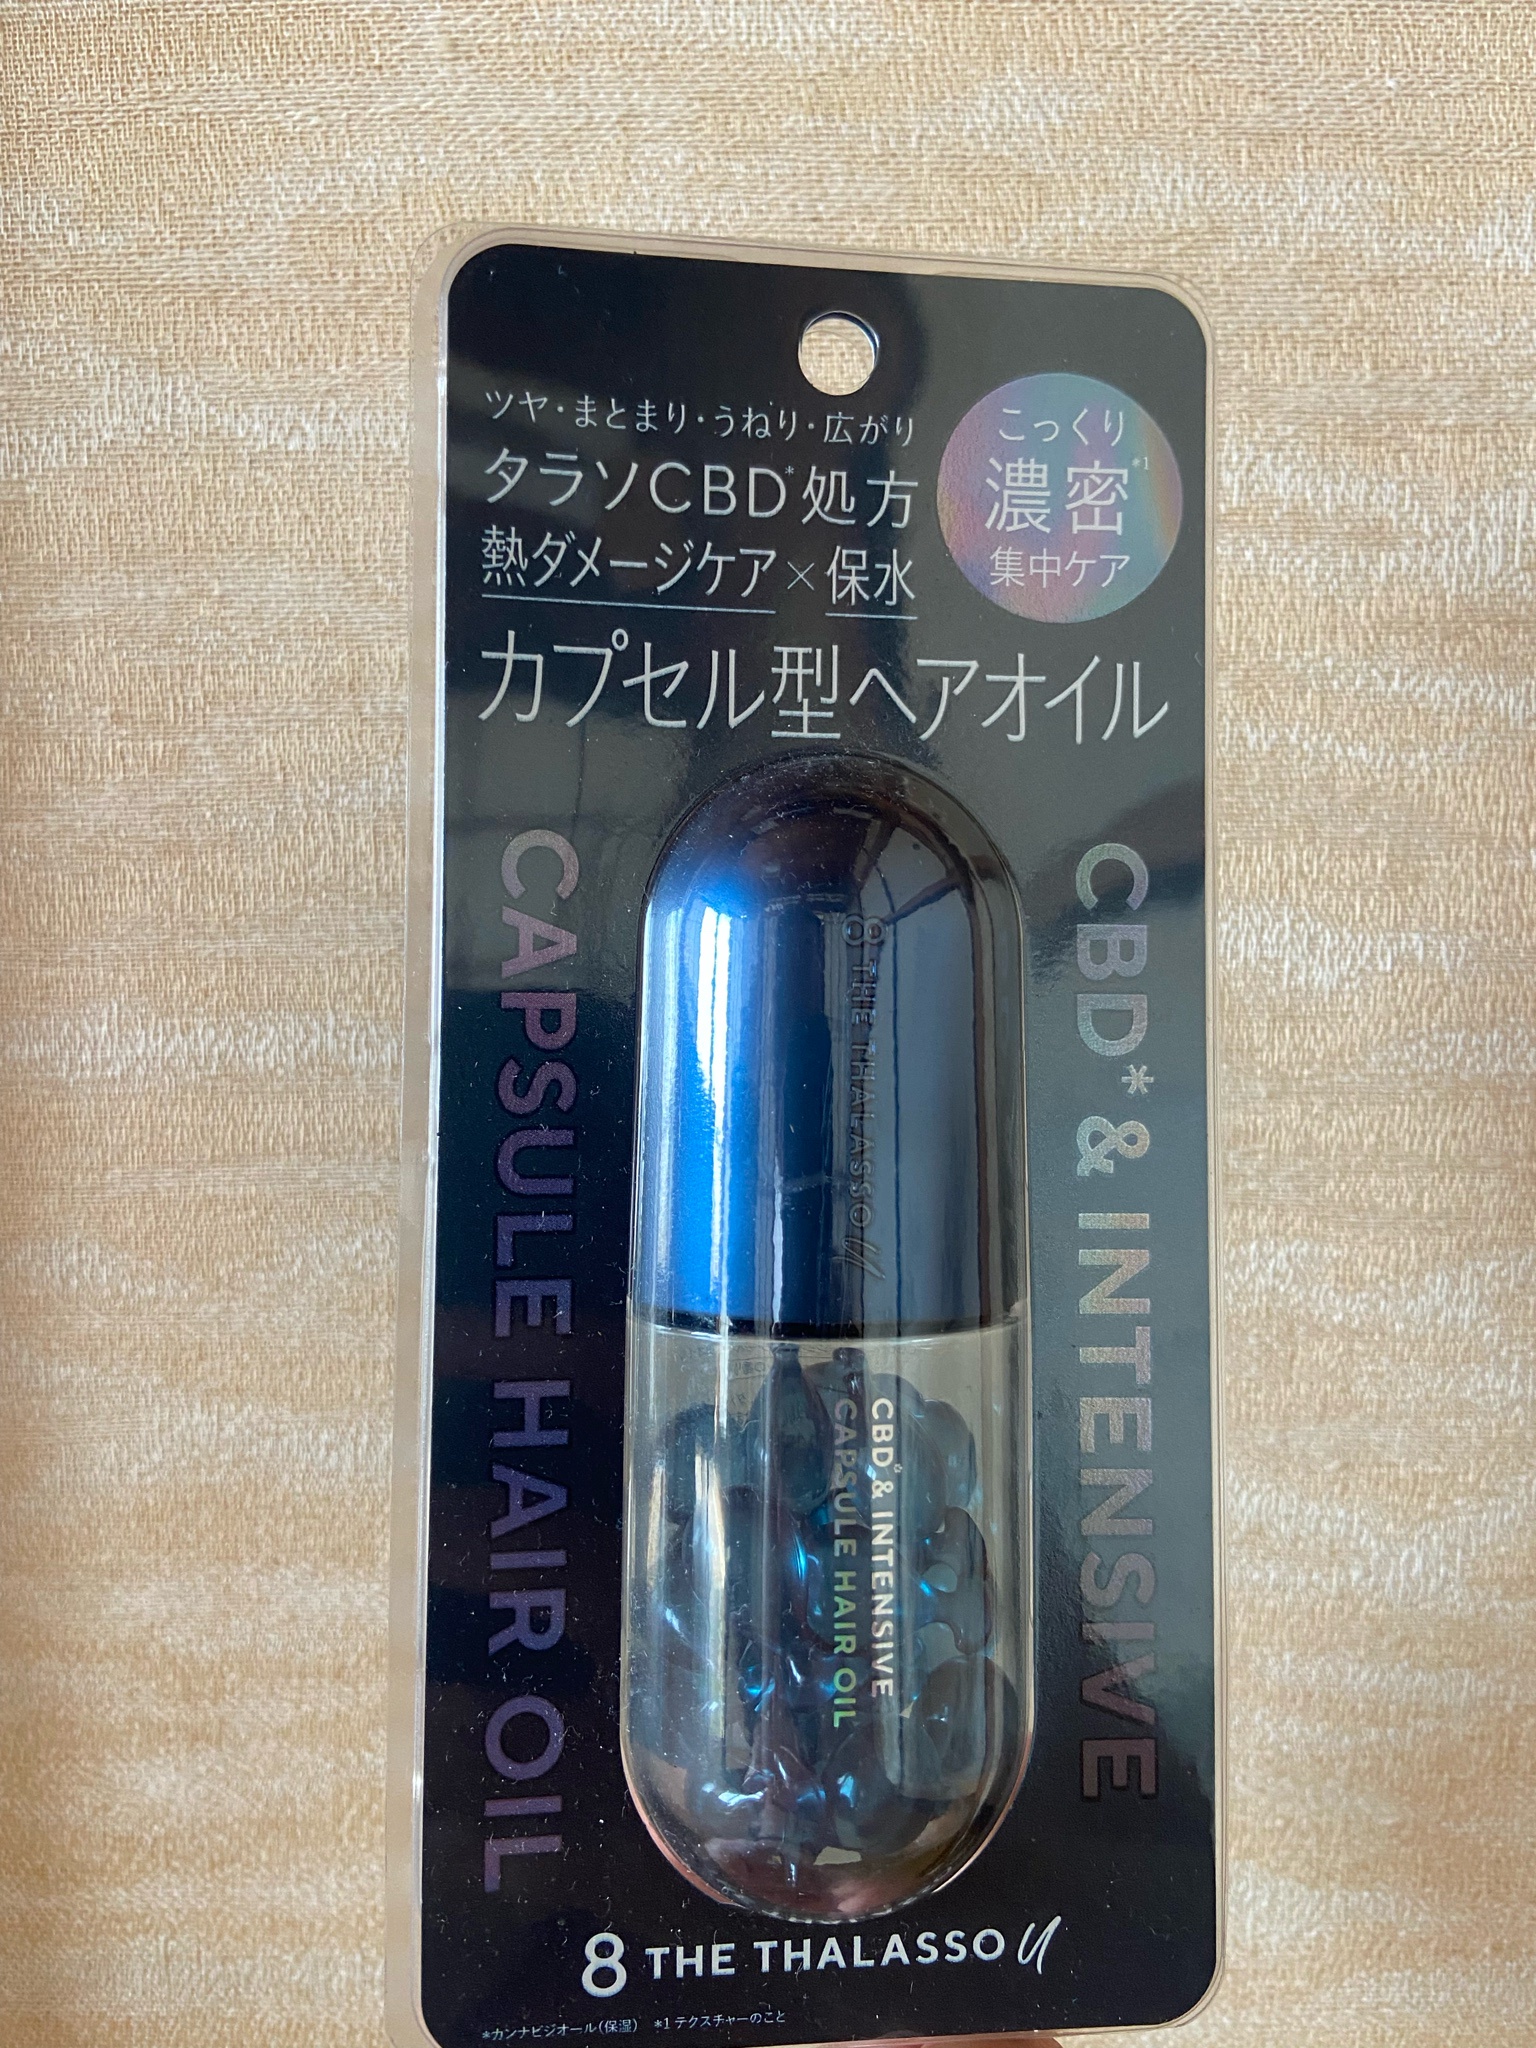 ツヤ・まとまり・うねり・広がり
タラソCBD*処方
熱ダメージケア×保水
こっくり
濃密*1
集中ケア
カプセル型ヘアオイル
CBD* & INTENSIVE
CAPSULE HAIR OIL
8 THE THALASSO u
CBD* & INTENSIVE
CAPSULE HAIR OIL
8 THE THALASSO u
*カンナビジオール(保湿) *1 テクスチャーのこと